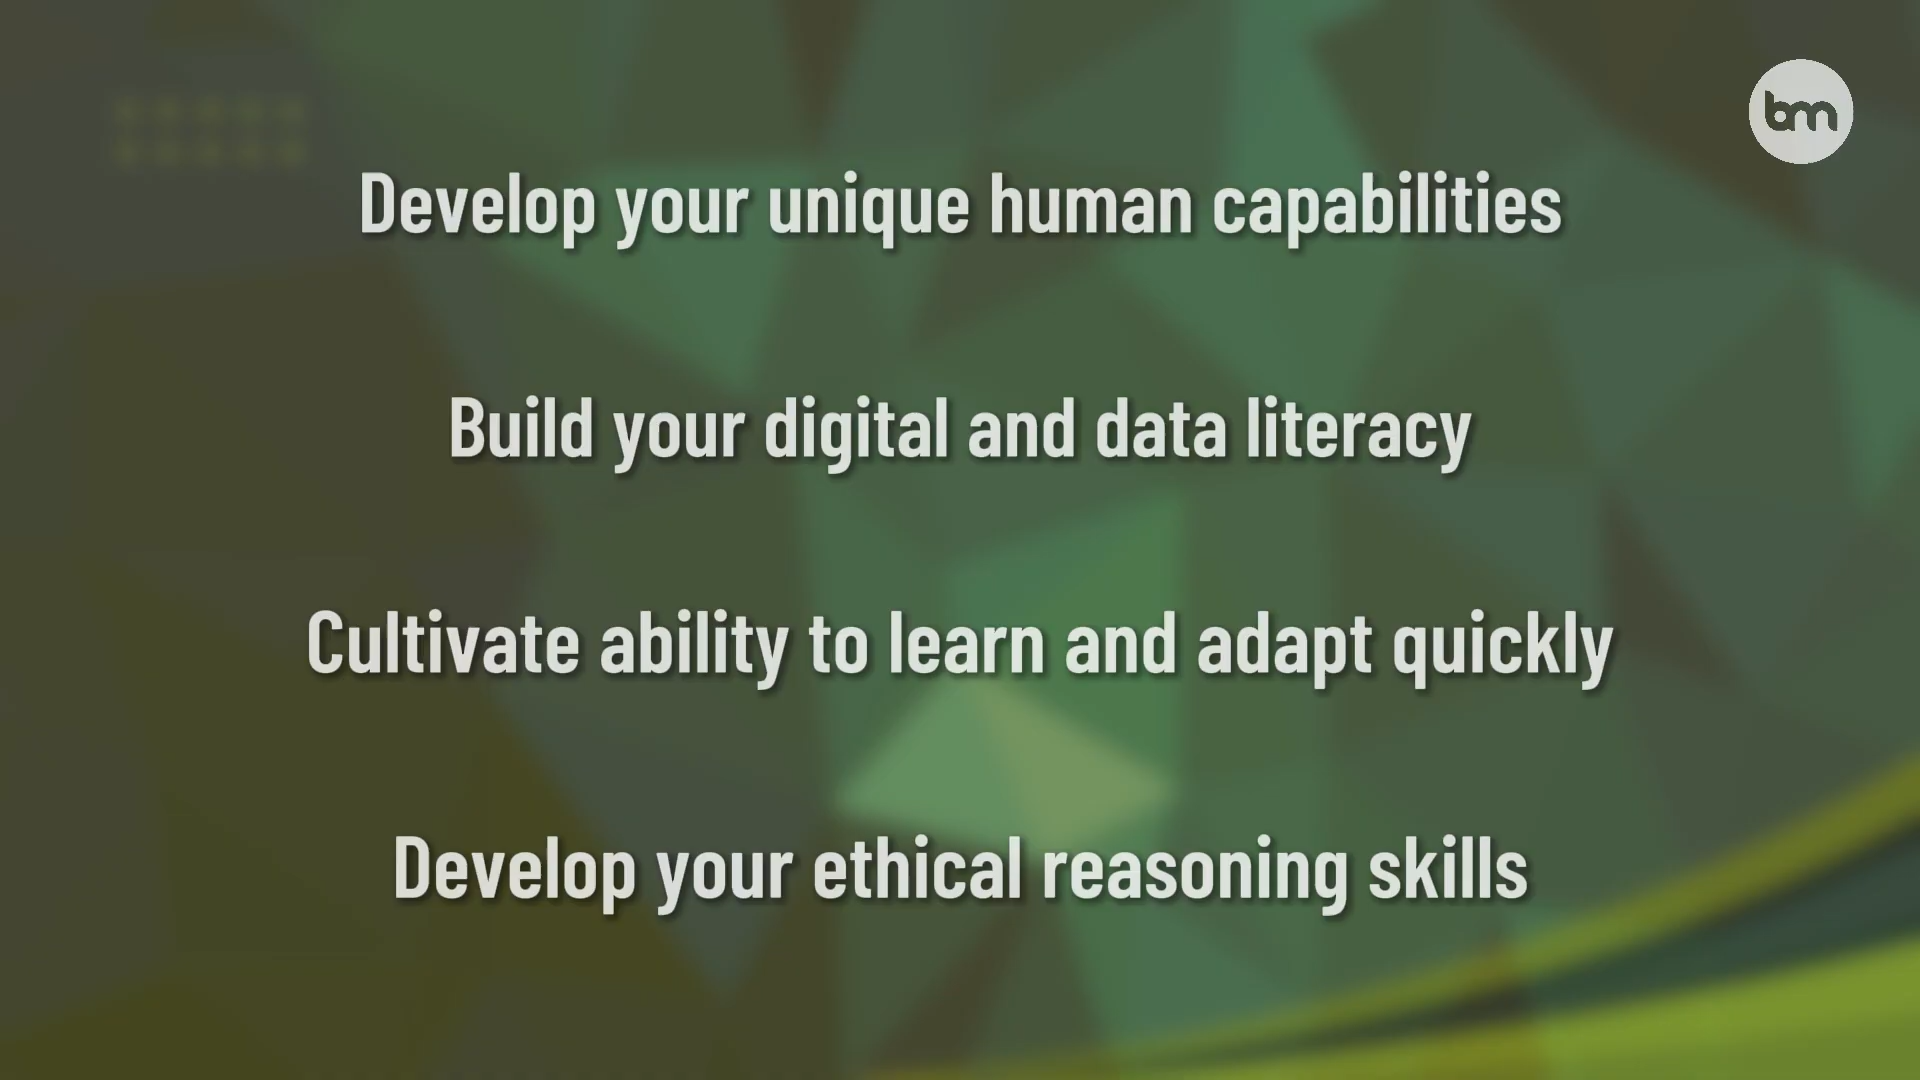 bm
Develop your unique human capabilities
Build your digital and data literacy
Cultivate ability to learn and adapt quickly
Develop your ethical reasoning skills